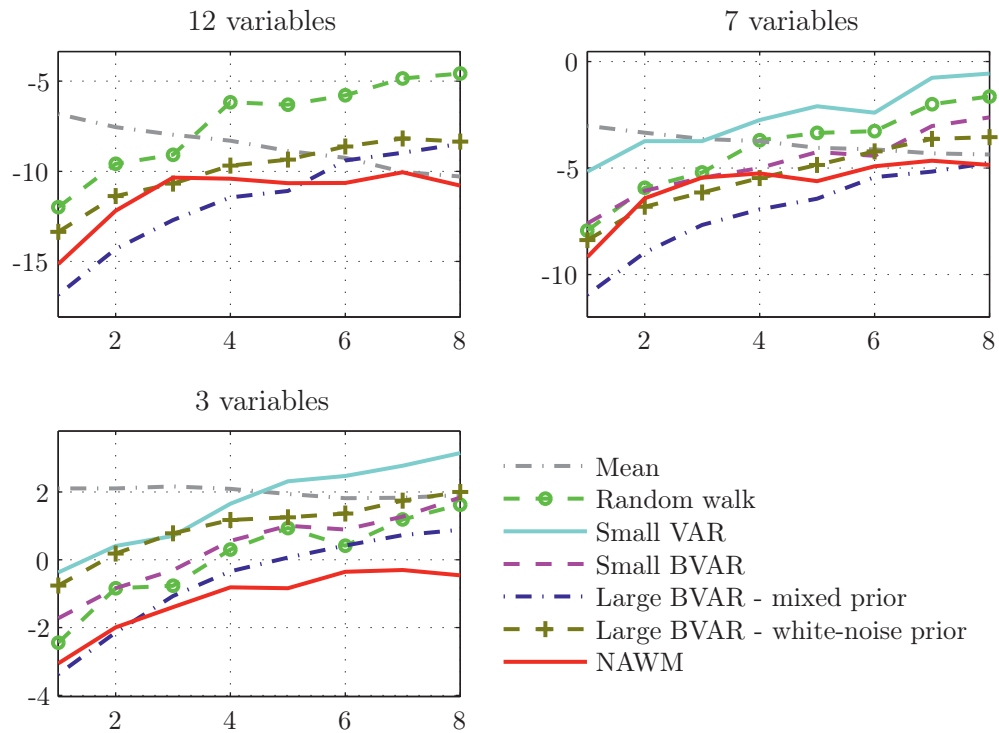 12 variables
-5
-10
-15
2
4
6
8
7 variables
0
-5
-10
2
4
6
8
3 variables
2
0
-2
-4
2
4
6
8
Mean
Random walk
Small VAR
Small BVAR
Large BVAR - mixed prior
Large BVAR - white-noise prior
NAWM